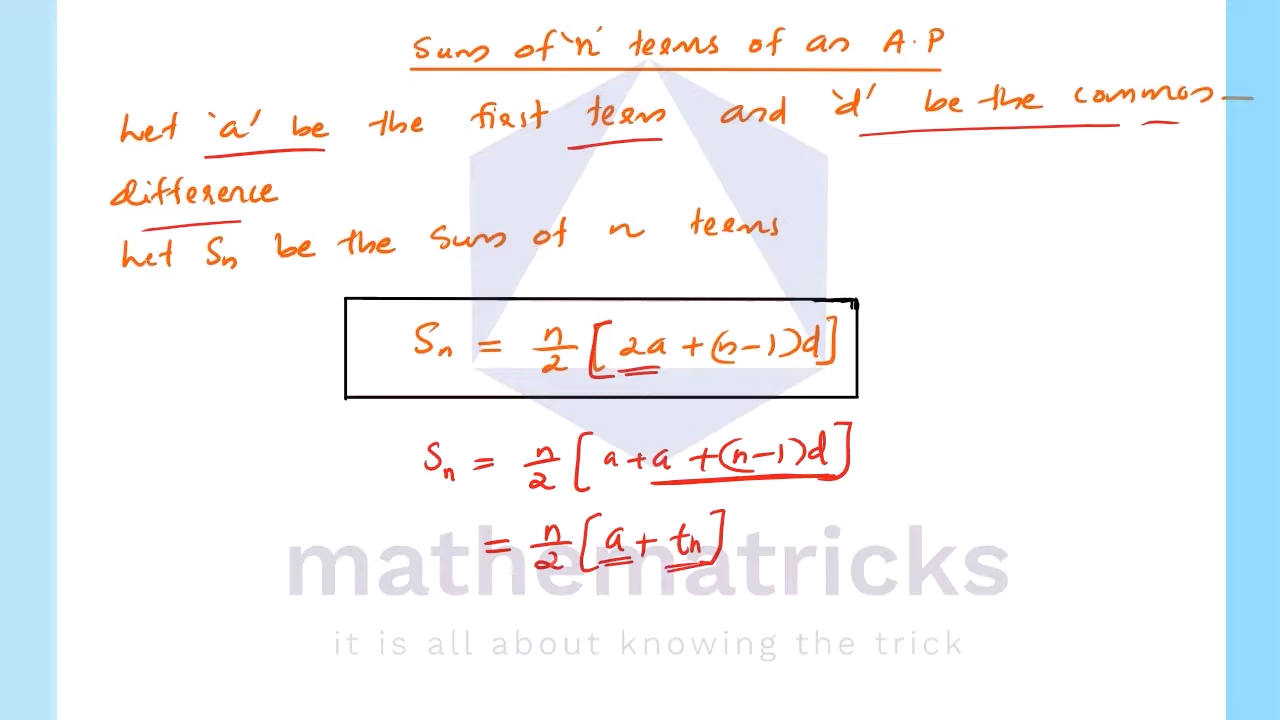 Sum of 'n' terms of an A.P
Let 'a' be the first term and 'd' be the common –
difference
Let Sn be the sum of n terms
Sn = n/2 [2a + (n-1)d]
Sn = n/2 [a + a + (n-1)d]
= n/2 [a + tn]
mathematricks
it is all about knowing the trick